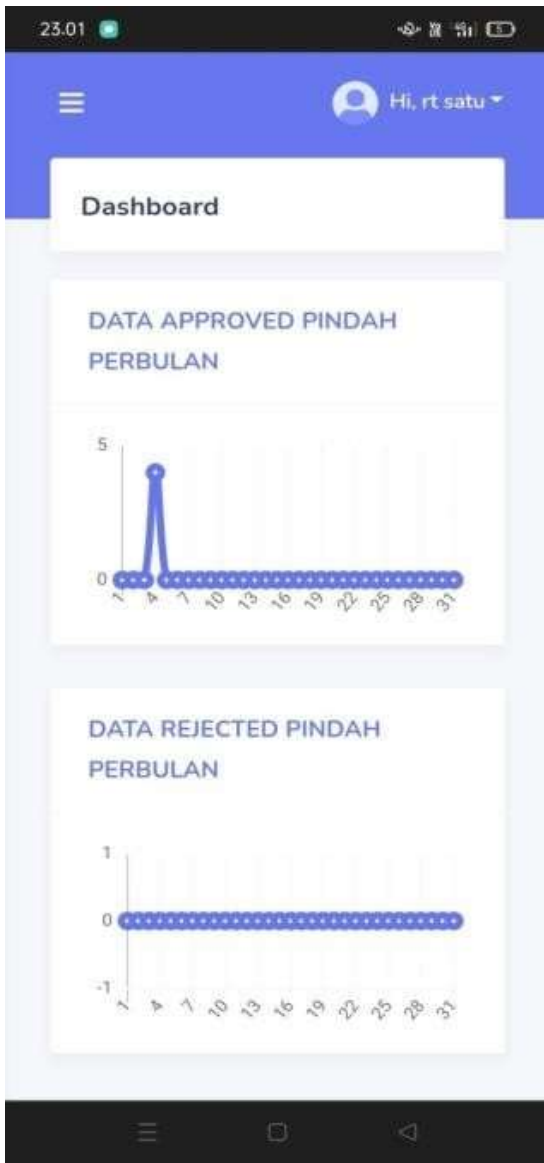 23.01
Hi, rt satu
Dashboard
DATA APPROVED PINDAH
PERBULAN
5
0
1 4 7 10 13 16 19 22 25 28 31
DATA REJECTED PINDAH
PERBULAN
1
0
-1
1 4 7 10 13 16 19 22 25 28 31